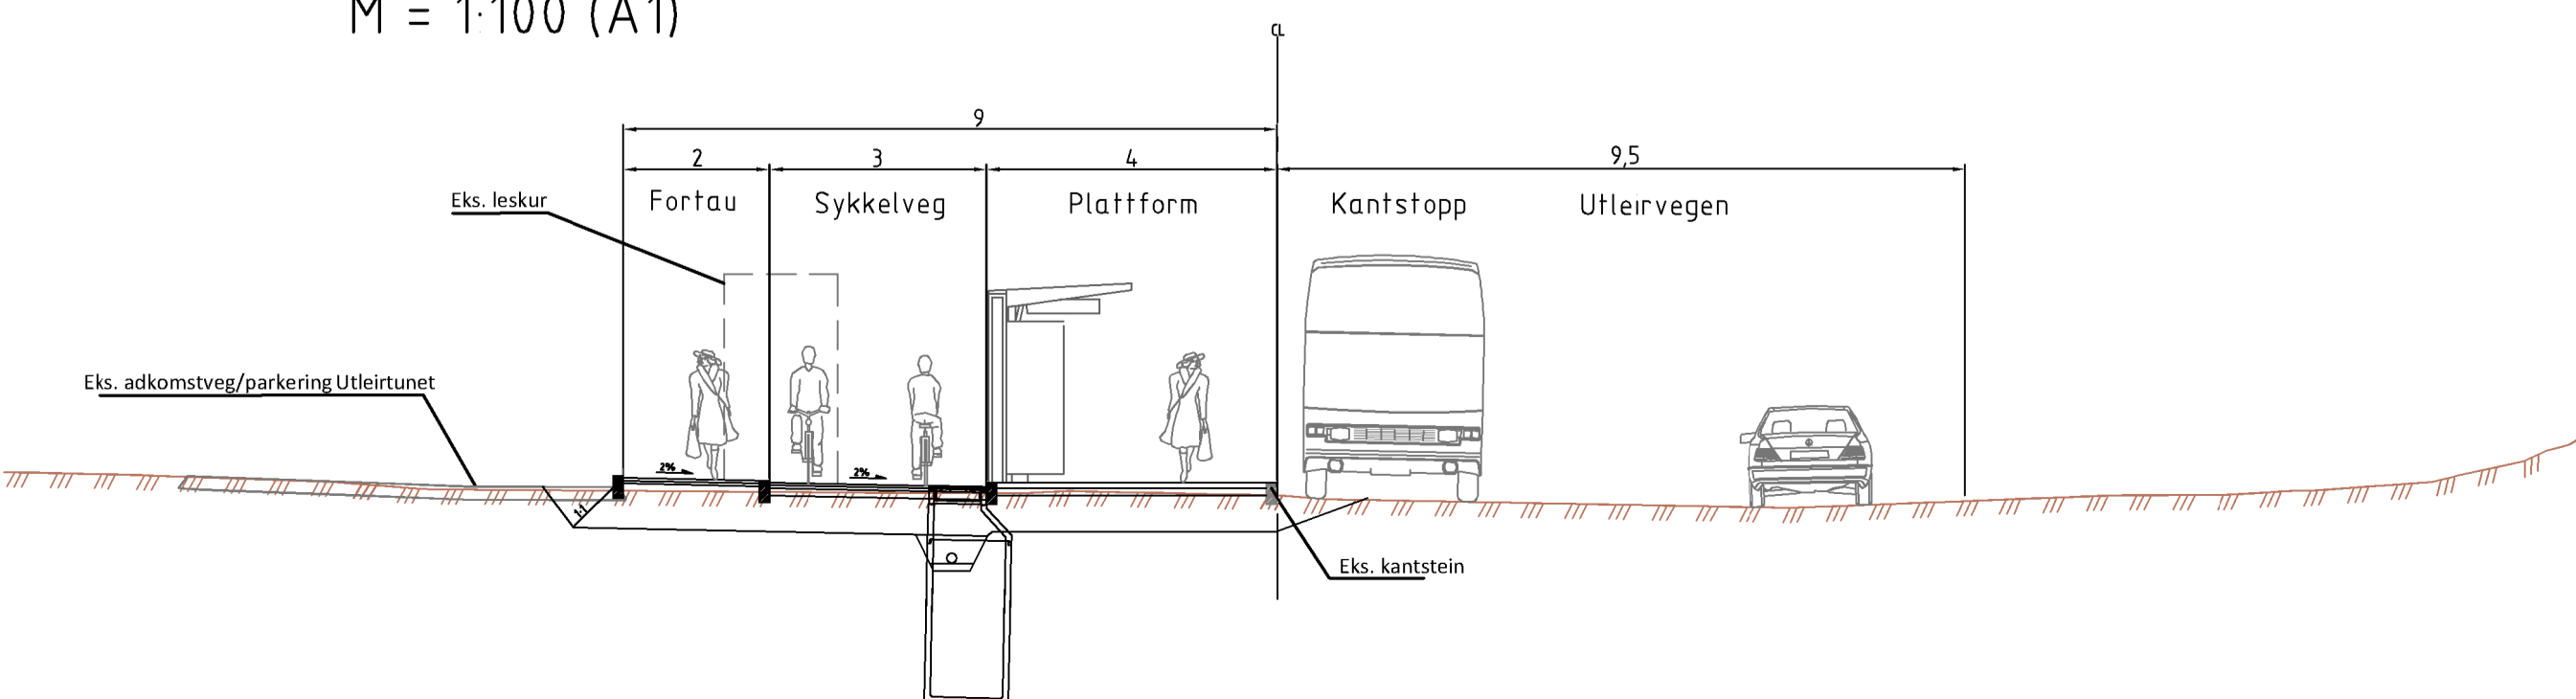 M = 1:100 (A1)
CL
9
2
3
4
9,5
Fortau
Sykkelveg
Plattform
Kantstopp
Utleirvegen
Eks. leskur
Eks. adkomstveg/parkering Utleirtunet
2%
2%
1:1
Eks. kantstein